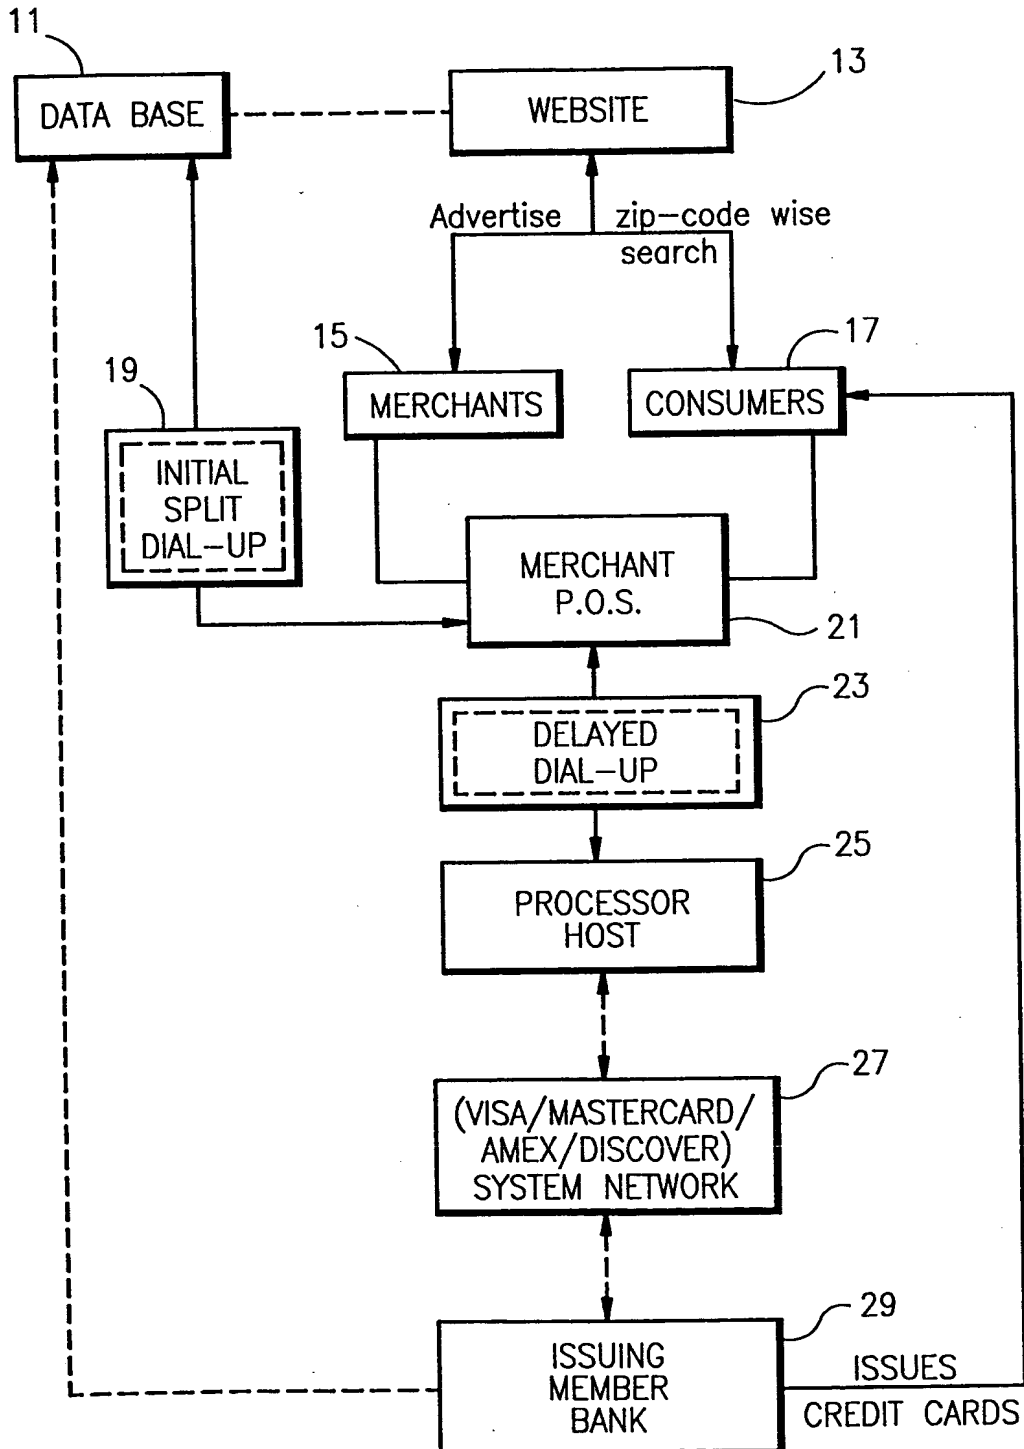 11
DATA BASE
WEBSITE
13
Advertise
zip-code wise
search
15
MERCHANTS
17
CONSUMERS
19
INITIAL
SPLIT
DIAL-UP
MERCHANT
P.O.S.
21
23
DELAYED
DIAL-UP
25
PROCESSOR
HOST
27
(VISA/MASTERCARD/
AMEX/DISCOVER)
SYSTEM NETWORK
29
ISSUING
MEMBER
BANK
ISSUES
CREDIT CARDS